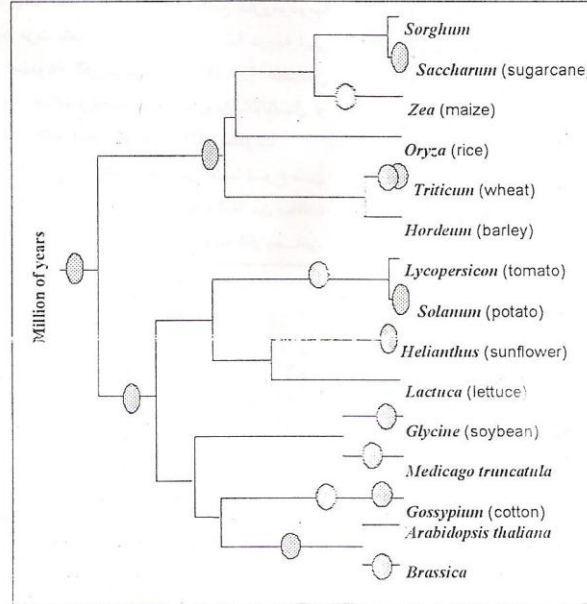 Sorghum
Saccharum (sugarcane)
Zea (maize)
Oryza (rice)
Triticum (wheat)
Hordeum (barley)
Lycopersicon (tomato)
Solanum (potato)
Helianthus (sunflower)
Lactuca (lettuce)
Glycine (soybean)
Medicago truncatula
Gossypium (cotton)
Arabidopsis thaliana
Brassica
Million of years